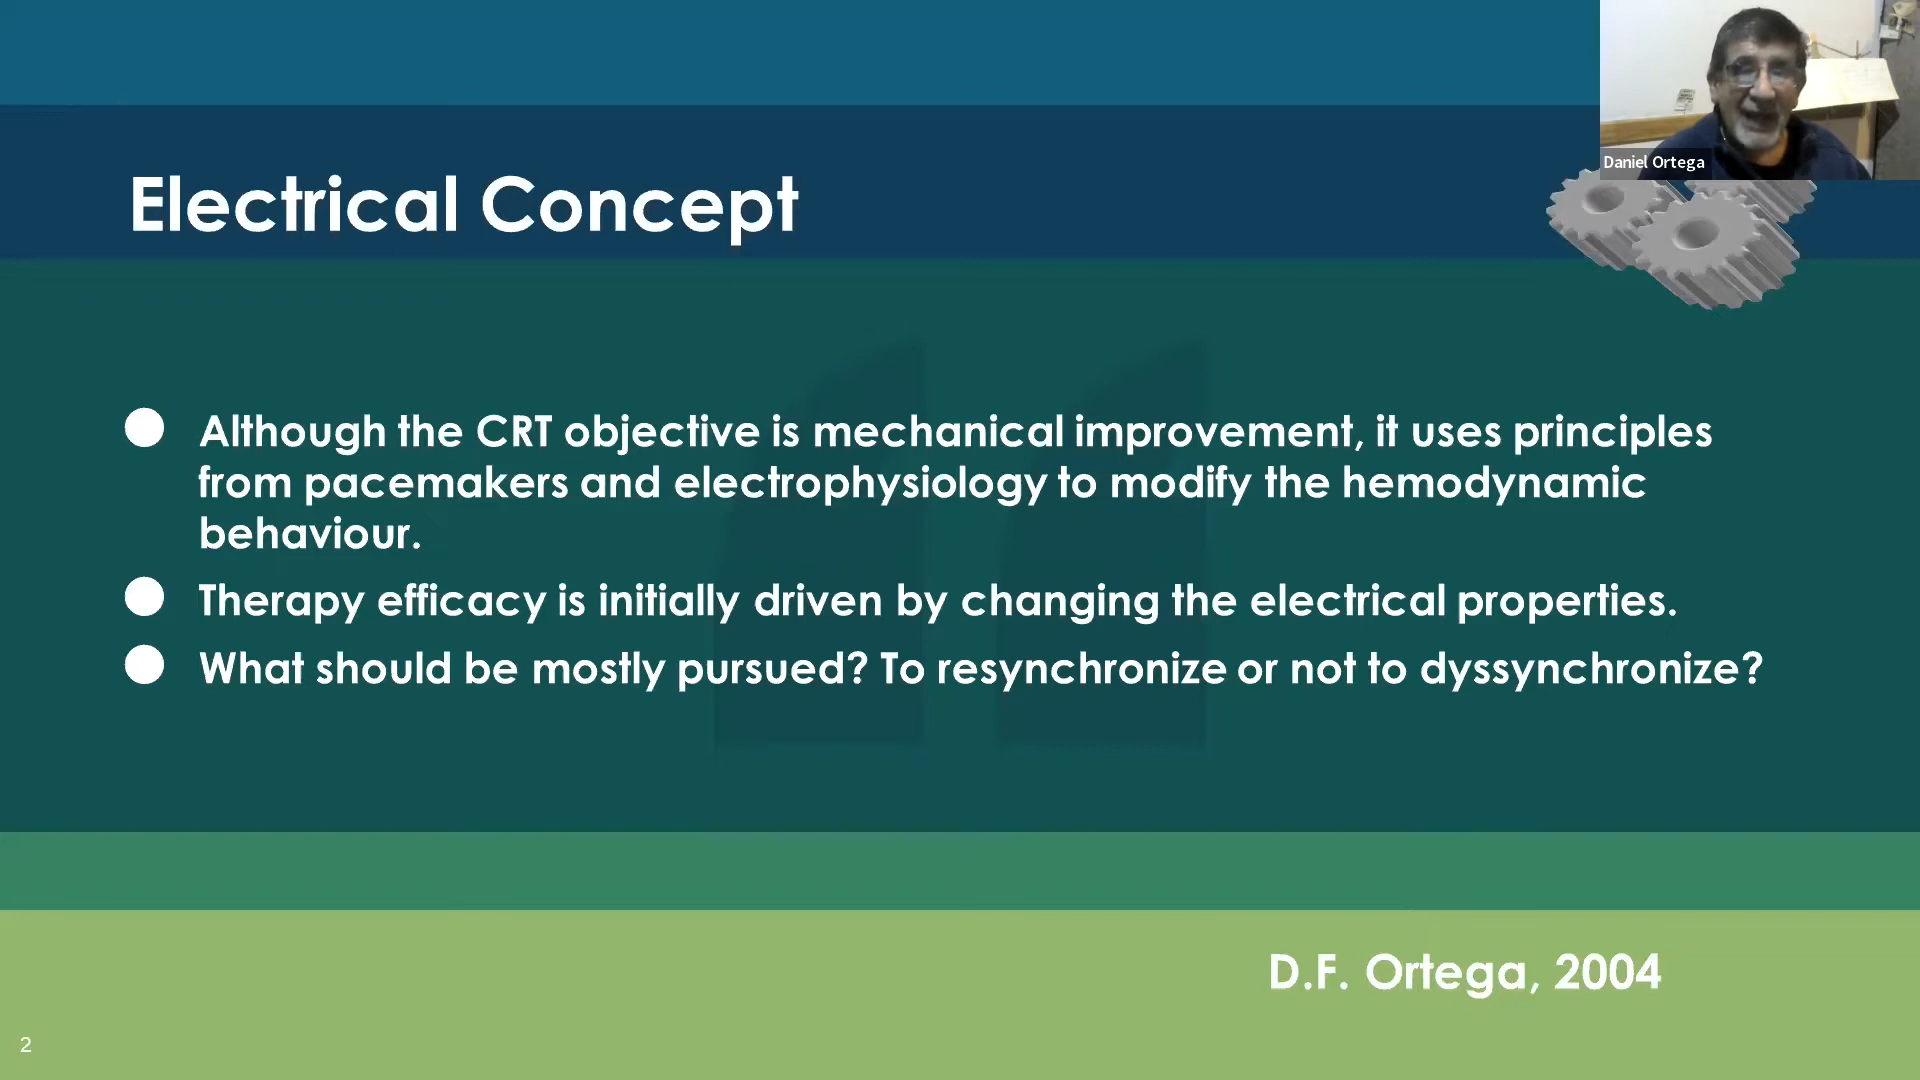 Daniel Ortega
Electrical Concept
Although the CRT objective is mechanical improvement, it uses principles
from pacemakers and electrophysiology to modify the hemodynamic
behaviour.
Therapy efficacy is initially driven by changing the electrical properties.
What should be mostly pursued? To resynchronize or not to dyssynchronize?
D.F. Ortega, 2004
2